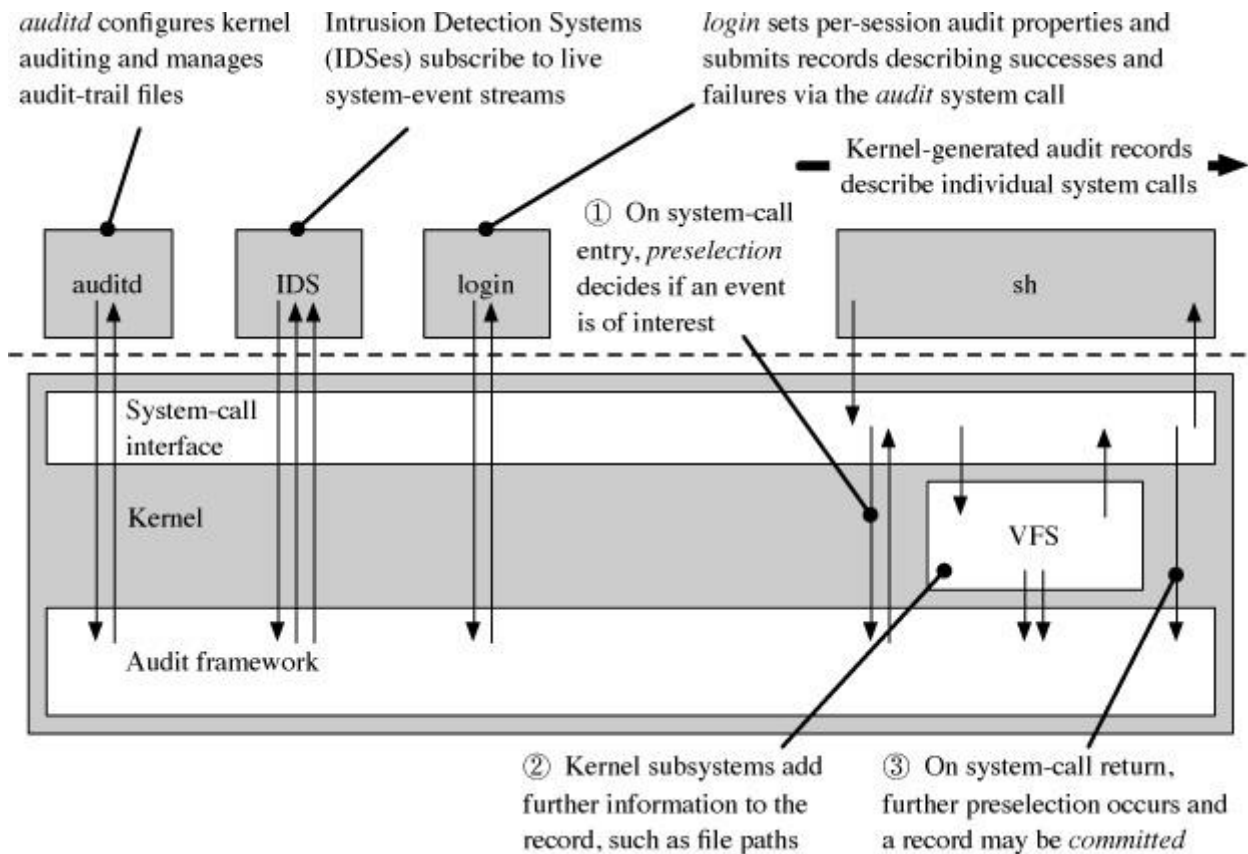 auditd configures kernel
auditing and manages
audit-trail files
Intrusion Detection Systems
(IDSes) subscribe to live
system-event streams
login sets per-session audit properties and
submits records describing successes and
failures via the audit system call
Kernel-generated audit records
describe individual system calls
① On system-call
entry, preselection
decides if an event
is of interest
auditd
IDS
login
sh
System-call
interface
Kernel
VFS
Audit framework
② Kernel subsystems add
further information to the
record, such as file paths
③ On system-call return,
further preselection occurs and
a record may be committed